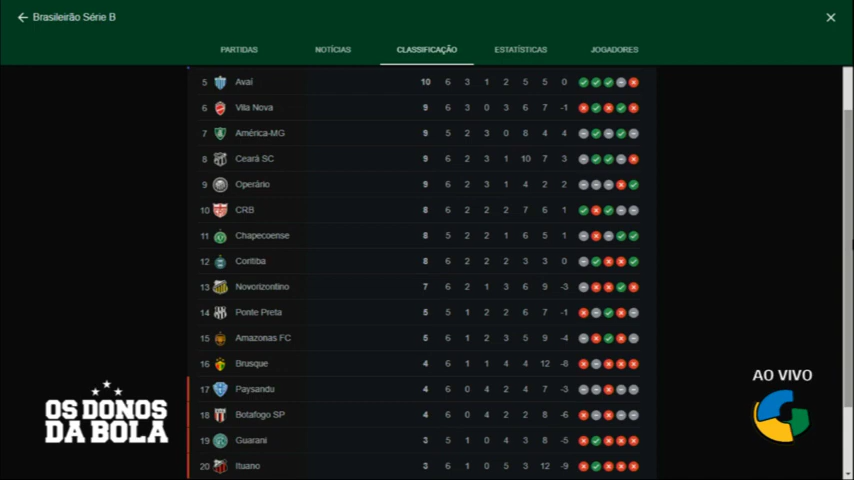 Brasileirão Série B
PARTIDAS NOTÍCIAS CLASSIFICAÇÃO ESTATÍSTICAS JOGADORES
5 Avaí 10 6 3 1 2 5 5 0
6 Vila Nova 9 6 3 0 3 6 7 -1
7 América-MG 9 5 2 3 0 8 4 4
8 Ceará SC 9 6 2 3 1 10 7 3
9 Operário 9 6 2 3 1 4 2 2
10 CRB 8 6 2 2 2 7 6 1
11 Chapecoense 8 5 2 2 1 6 5 1
12 Coritiba 8 6 2 2 2 3 3 0
13 Novorizontino 7 6 2 1 3 6 9 -3
14 Ponte Preta 5 5 1 2 2 6 7 -1
15 Amazonas FC 5 6 1 2 3 5 9 -4
16 Brusque 4 6 1 1 4 4 12 -8
17 Paysandu 4 6 0 4 2 4 7 -3
18 Botafogo SP 4 6 0 4 2 2 8 -6
19 Guarani 3 5 1 0 4 3 8 -5
20 Ituano 3 6 1 0 5 3 12 -9
OS DONOS
DA BOLA
AO VIVO